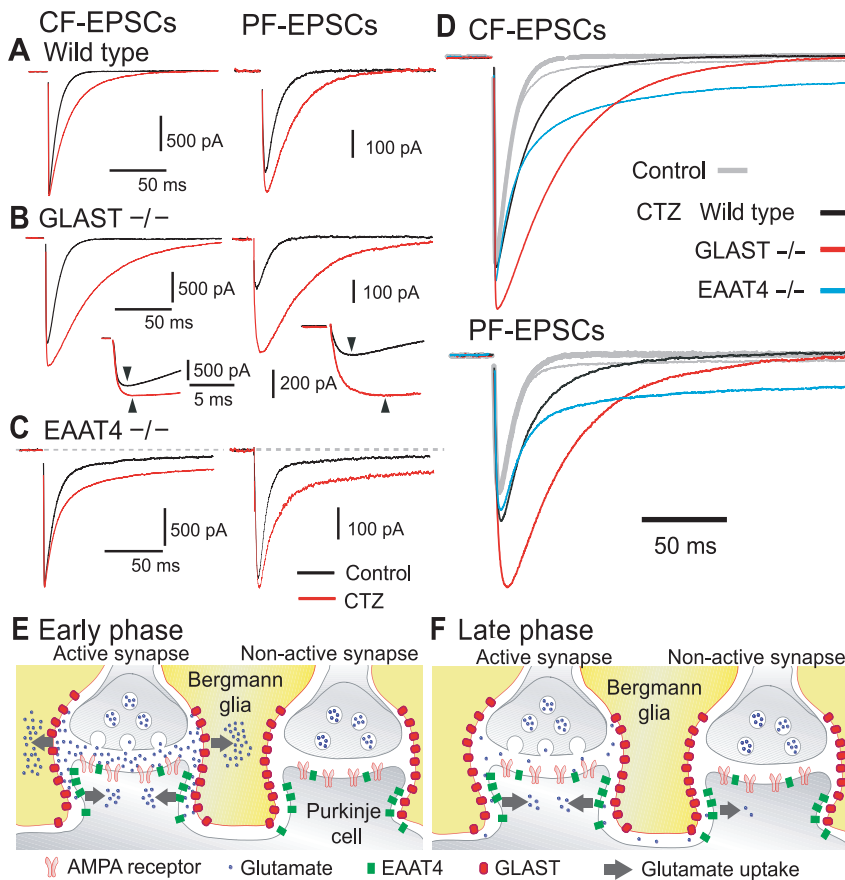 CF-EPSCs PF-EPSCs
A Wild type
500 pA
100 pA
50 ms
B GLAST –/–
500 pA
100 pA
50 ms
500 pA
200 pA
5 ms
C EAAT4 –/–
500 pA
100 pA
50 ms
Control
CTZ
D CF-EPSCs
Control
CTZ Wild type
GLAST –/–
EAAT4 –/–
PF-EPSCs
50 ms
E Early phase
Active synapse
Non-active synapse
Bergmann
glia
Purkinje
cell
F Late phase
Active synapse
Non-active synapse
Bergmann
glia
AMPA receptor Glutamate EAAT4 GLAST Glutamate uptake